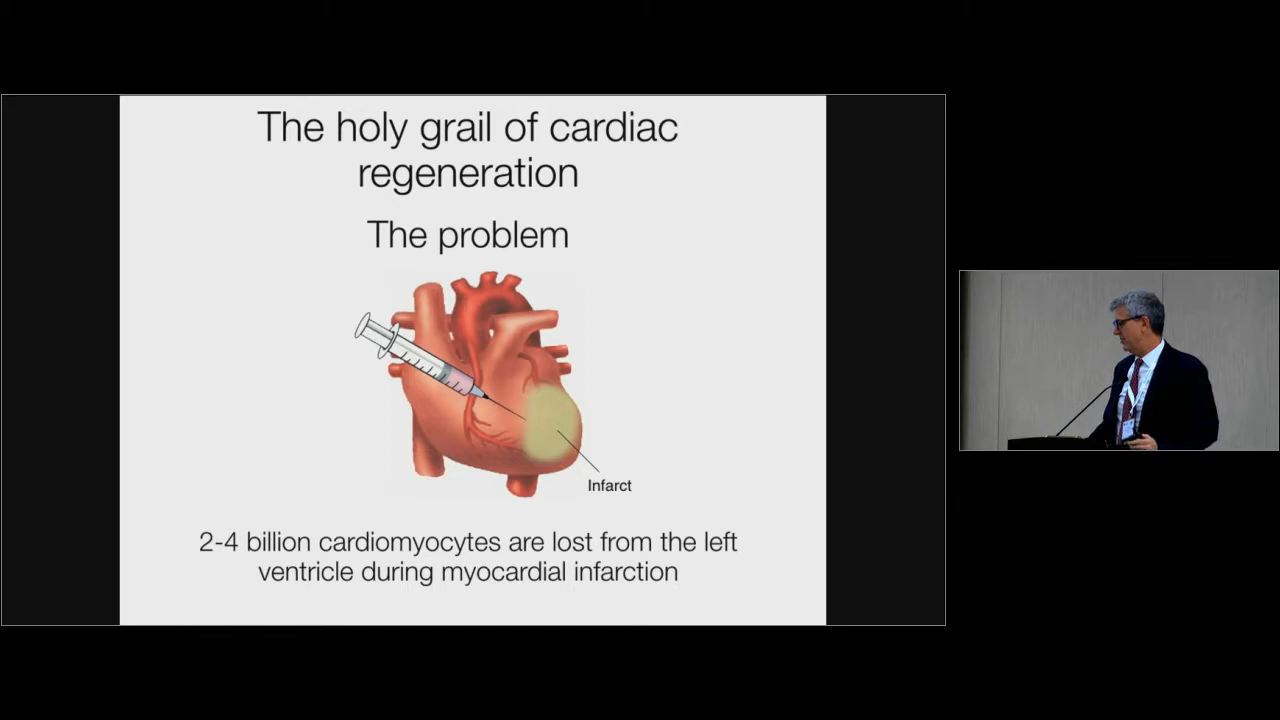 The holy grail of cardiac
regeneration
The problem
Infarct
2-4 billion cardiomyocytes are lost from the left
ventricle during myocardial infarction